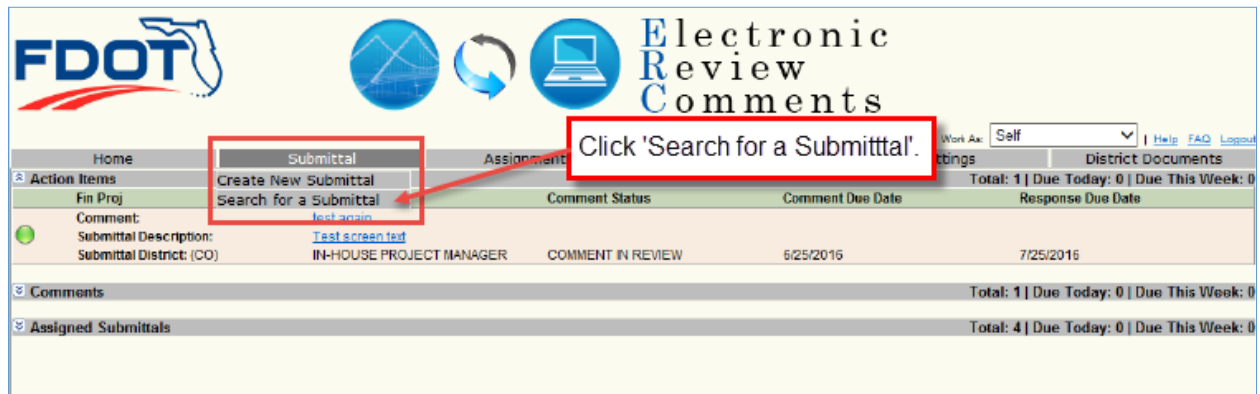 FDOT
Electronic
Review
Comments
Click 'Search for a Submitttal'.
Work As: Self | Help FAQ Logout
Home Submittal District Documents
Create New Submittal
Search for a Submittal
Action Items Total: 1 | Due Today: 0 | Due This Week: 0
Fin Proj Comment Status Comment Due Date Response Due Date
Comment: test again
Submittal Description: Test screen text
Submittal District: (CO) IN-HOUSE PROJECT MANAGER COMMENT IN REVIEW 6/25/2016 7/25/2016
Comments Total: 1 | Due Today: 0 | Due This Week: 0
Assigned Submittals Total: 4 | Due Today: 0 | Due This Week: 0